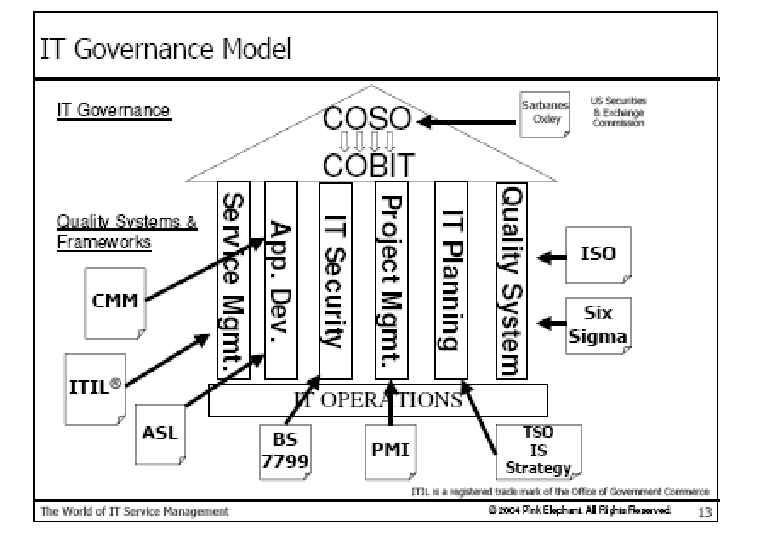 IT Governance Model
IT Governance
COSO
COBIT
Sarbanes
Oxley
US Securities
& Exchange
Commission
Quality Systems &
Frameworks
Service Mgmt.
App. Dev.
IT Security
Project Mgmt.
IT Planning
Quality System
CMM
ITIL®
ASL
BS
7799
PMI
TSO
IS
Strategy
ISO
Six
Sigma
IT OPERATIONS
ITIL is a registered trade mark of the Office of Government Commerce
The World of IT Service Management
© 2004 Pink Elephant. All Rights Reserved.
13